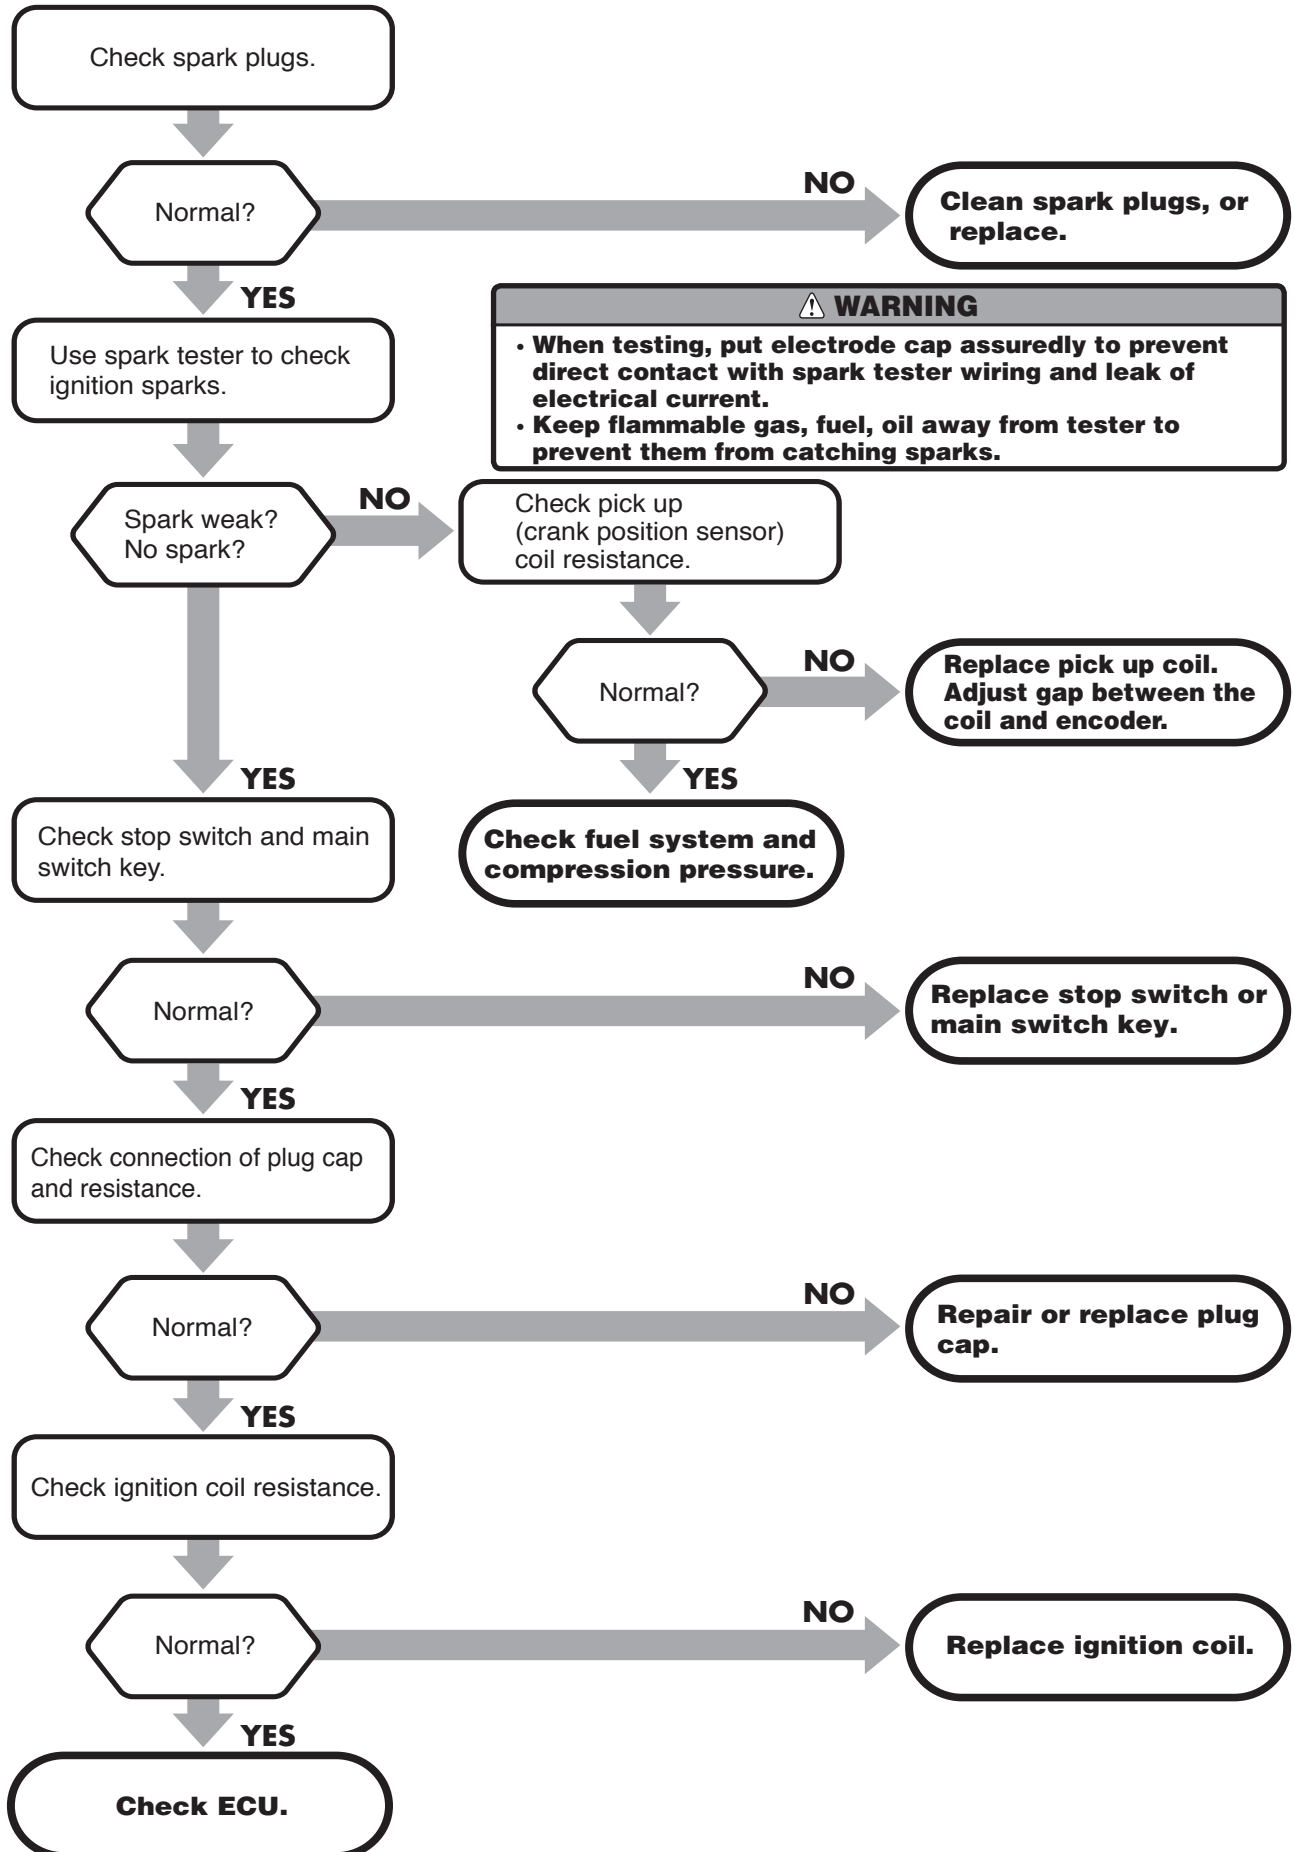 Check spark plugs.
Normal?
NO
Clean spark plugs, or
replace.
YES
WARNING
• When testing, put electrode cap assuredly to prevent
direct contact with spark tester wiring and leak of
electrical current.
• Keep flammable gas, fuel, oil away from tester to
prevent them from catching sparks.
Use spark tester to check
ignition sparks.
Spark weak?
No spark?
NO
Check pick up
(crank position sensor)
coil resistance.
Normal?
NO
Replace pick up coil.
Adjust gap between the
coil and encoder.
YES
Check fuel system and
compression pressure.
YES
Check stop switch and main
switch key.
Normal?
NO
Replace stop switch or
main switch key.
YES
Check connection of plug cap
and resistance.
Normal?
NO
Repair or replace plug
cap.
YES
Check ignition coil resistance.
Normal?
NO
Replace ignition coil.
YES
Check ECU.